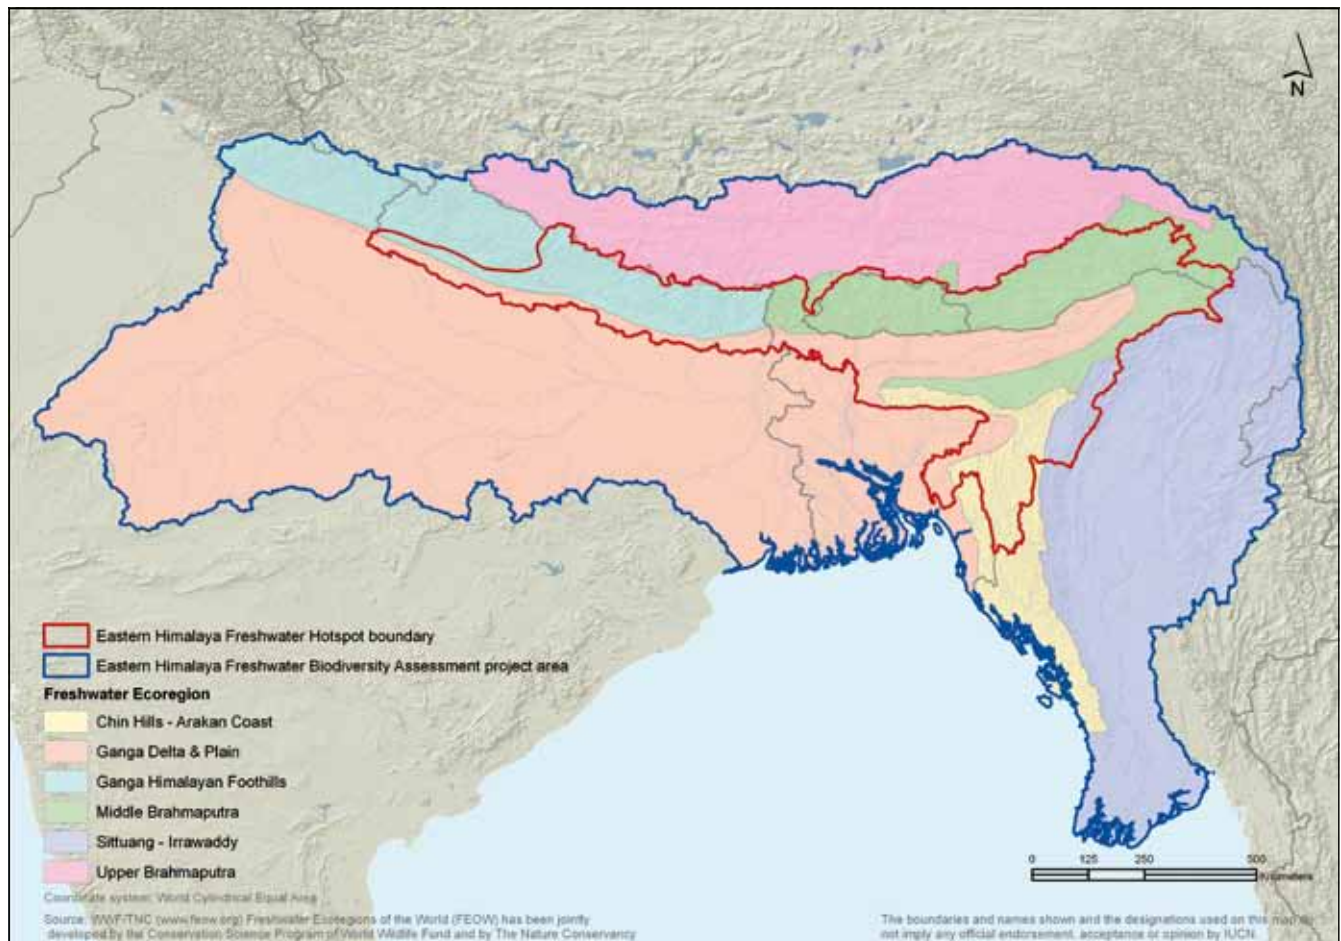 N
Eastern Himalaya Freshwater Hotspot boundary
Eastern Himalaya Freshwater Biodiversity Assessment project area
Freshwater Ecoregion
Chin Hills - Arakan Coast
Ganga Delta & Plain
Ganga Himalayan Foothills
Middle Brahmaputra
Sittuang - Irrawaddy
Upper Brahmaputra
0 125 250 500
Kilometers
Coordinate system: World Cylindrical Equal Area
Source: WWF/TNC (www.feow.org) Freshwater Ecoregions of the World (FEOW) has been jointly
developed by the Conservation Science Program of World Wildlife Fund and by The Nature Conservancy
The boundaries and names shown and the designations used on this map do
not imply any official endorsement, acceptance or opinion by IUCN.